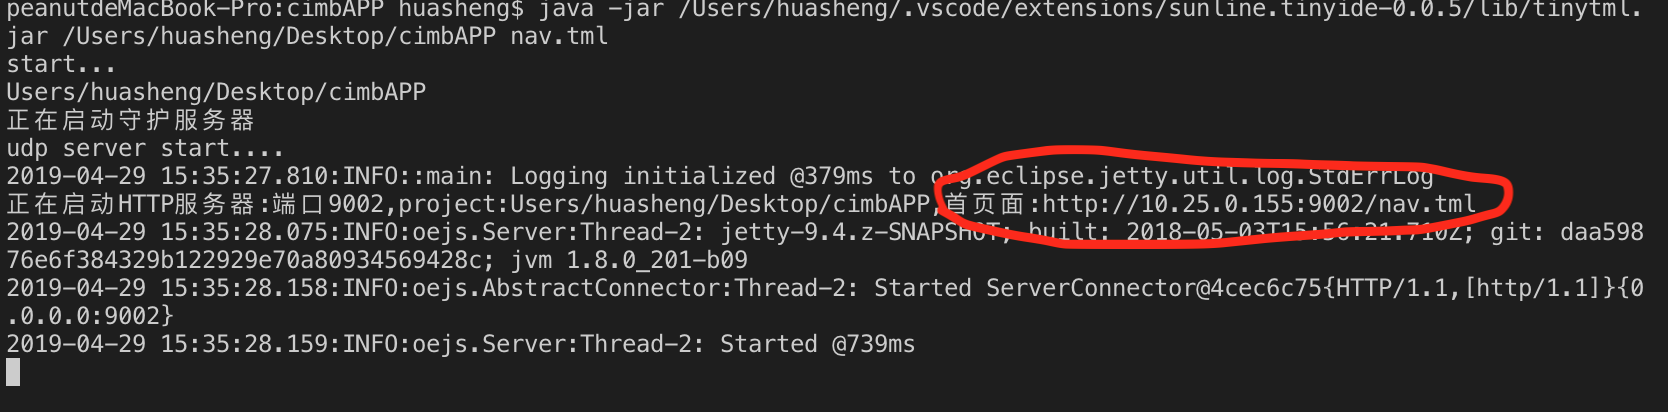 peanutdeMacBook-Pro:cimbAPP huasheng$ java -jar /Users/huasheng/.vscode/extensions/sunline.tinyide-0.0.5/lib/tinytml.
jar /Users/huasheng/Desktop/cimbAPP nav.tml
start...
Users/huasheng/Desktop/cimbAPP
正在启动守护服务器
udp server start....
2019-04-29 15:35:27.810:INFO::main: Logging initialized @379ms to org.eclipse.jetty.util.log.StdErrLog
正在启动HTTP服务器:端口9002,project:Users/huasheng/Desktop/cimbAPP,首页面:http://10.25.0.155:9002/nav.tml
2019-04-29 15:35:28.075:INFO:oejs.Server:Thread-2: jetty-9.4.z-SNAPSHOT; built: 2018-05-03T15:56:21.710Z; git: daa598
76e6f384329b122929e70a80934569428c; jvm 1.8.0_201-b09
2019-04-29 15:35:28.158:INFO:oejs.AbstractConnector:Thread-2: Started ServerConnector@4cec6c75{HTTP/1.1,[http/1.1]}{0
.0.0.0:9002}
2019-04-29 15:35:28.159:INFO:oejs.Server:Thread-2: Started @739ms